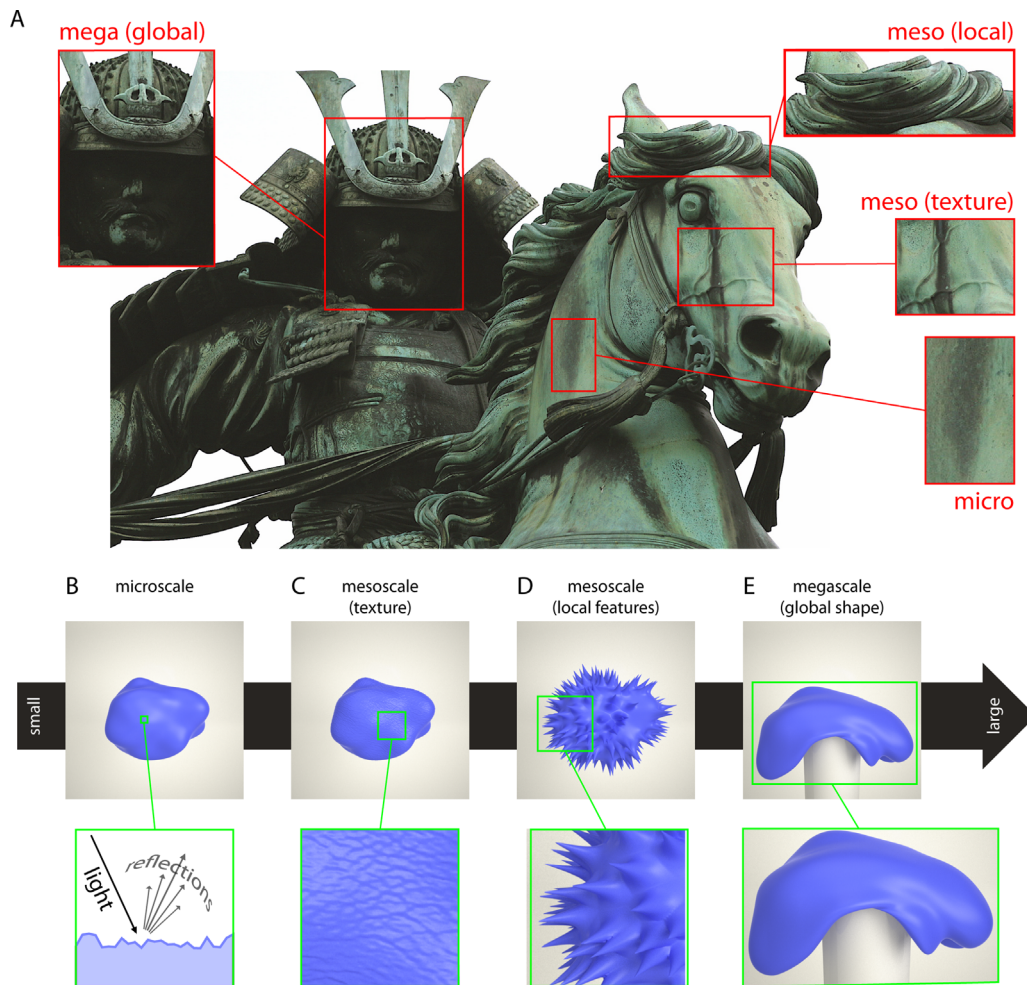 A
mega (global)
meso (local)
meso (texture)
micro
B
microscale
C
mesoscale
(texture)
D
mesoscale
(local features)
E
megascale
(global shape)
small
large
light
reflections